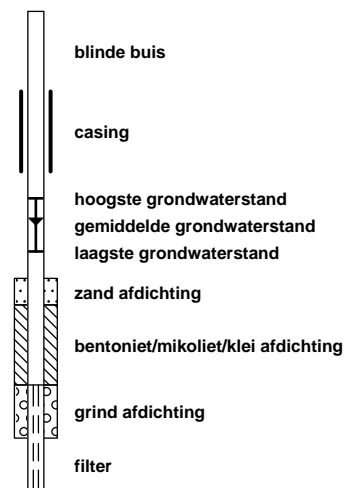 blinde buis
casing
hoogste grondwaterstand
gemiddelde grondwaterstand
laagste grondwaterstand
zand afdichting
bentoniet/mikoliet/klei afdichting
grind afdichting
filter